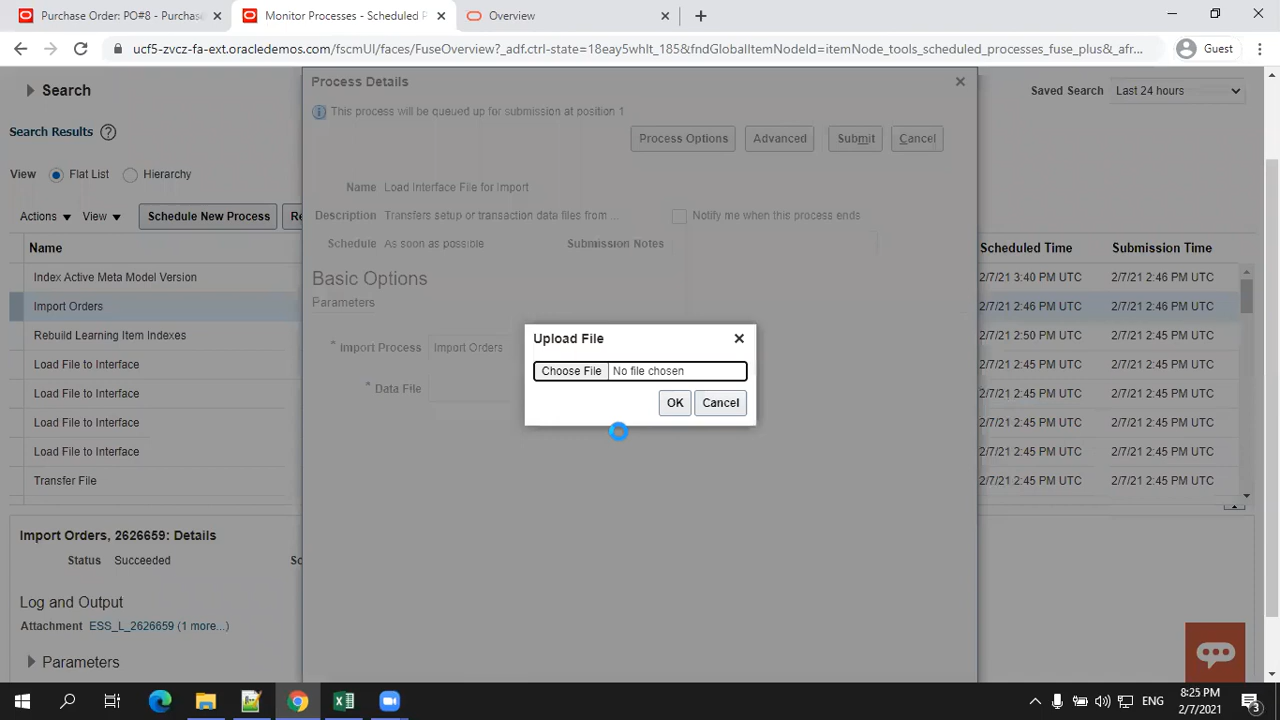 Purchase Order: PO#8 - Purchase
Monitor Processes - Scheduled P
Overview
ucf5-zvcz-fa-ext.oracledemos.com/fscmUI/faces/FuseOverview?_adf.ctrl-state=18eay5whlt_185&fndGlobalItemNodeId=itemNode_tools_scheduled_processes_fuse_plus&_afr...
Guest
Search
Saved Search Last 24 hours
Search Results
View Flat List Hierarchy
Actions View Schedule New Process Re
Name Scheduled Time Submission Time
Index Active Meta Model Version 2/7/21 3:40 PM UTC 2/7/21 2:46 PM UTC
Import Orders 2/7/21 2:46 PM UTC 2/7/21 2:46 PM UTC
Rebuild Learning Item Indexes 2/7/21 2:50 PM UTC 2/7/21 2:46 PM UTC
Load File to Interface 2/7/21 2:45 PM UTC 2/7/21 2:45 PM UTC
Load File to Interface 2/7/21 2:45 PM UTC 2/7/21 2:45 PM UTC
Load File to Interface 2/7/21 2:45 PM UTC 2/7/21 2:45 PM UTC
Load File to Interface 2/7/21 2:45 PM UTC 2/7/21 2:45 PM UTC
Transfer File 2/7/21 2:45 PM UTC 2/7/21 2:45 PM UTC
Import Orders, 2626659: Details
Status Succeeded Sc
Log and Output
Attachment ESS_L_2626659 (1 more...)
Parameters
Process Details
This process will be queued up for submission at position 1
Process Options Advanced Submit Cancel
Name Load Interface File for Import
Description Transfers setup or transaction data files from ... Notify me when this process ends
Schedule As soon as possible Submission Notes
Basic Options
Parameters
* Import Process Import Orders
* Data File
Upload File
Choose File No file chosen
OK Cancel
ENG
8:25 PM
2/7/2021
3